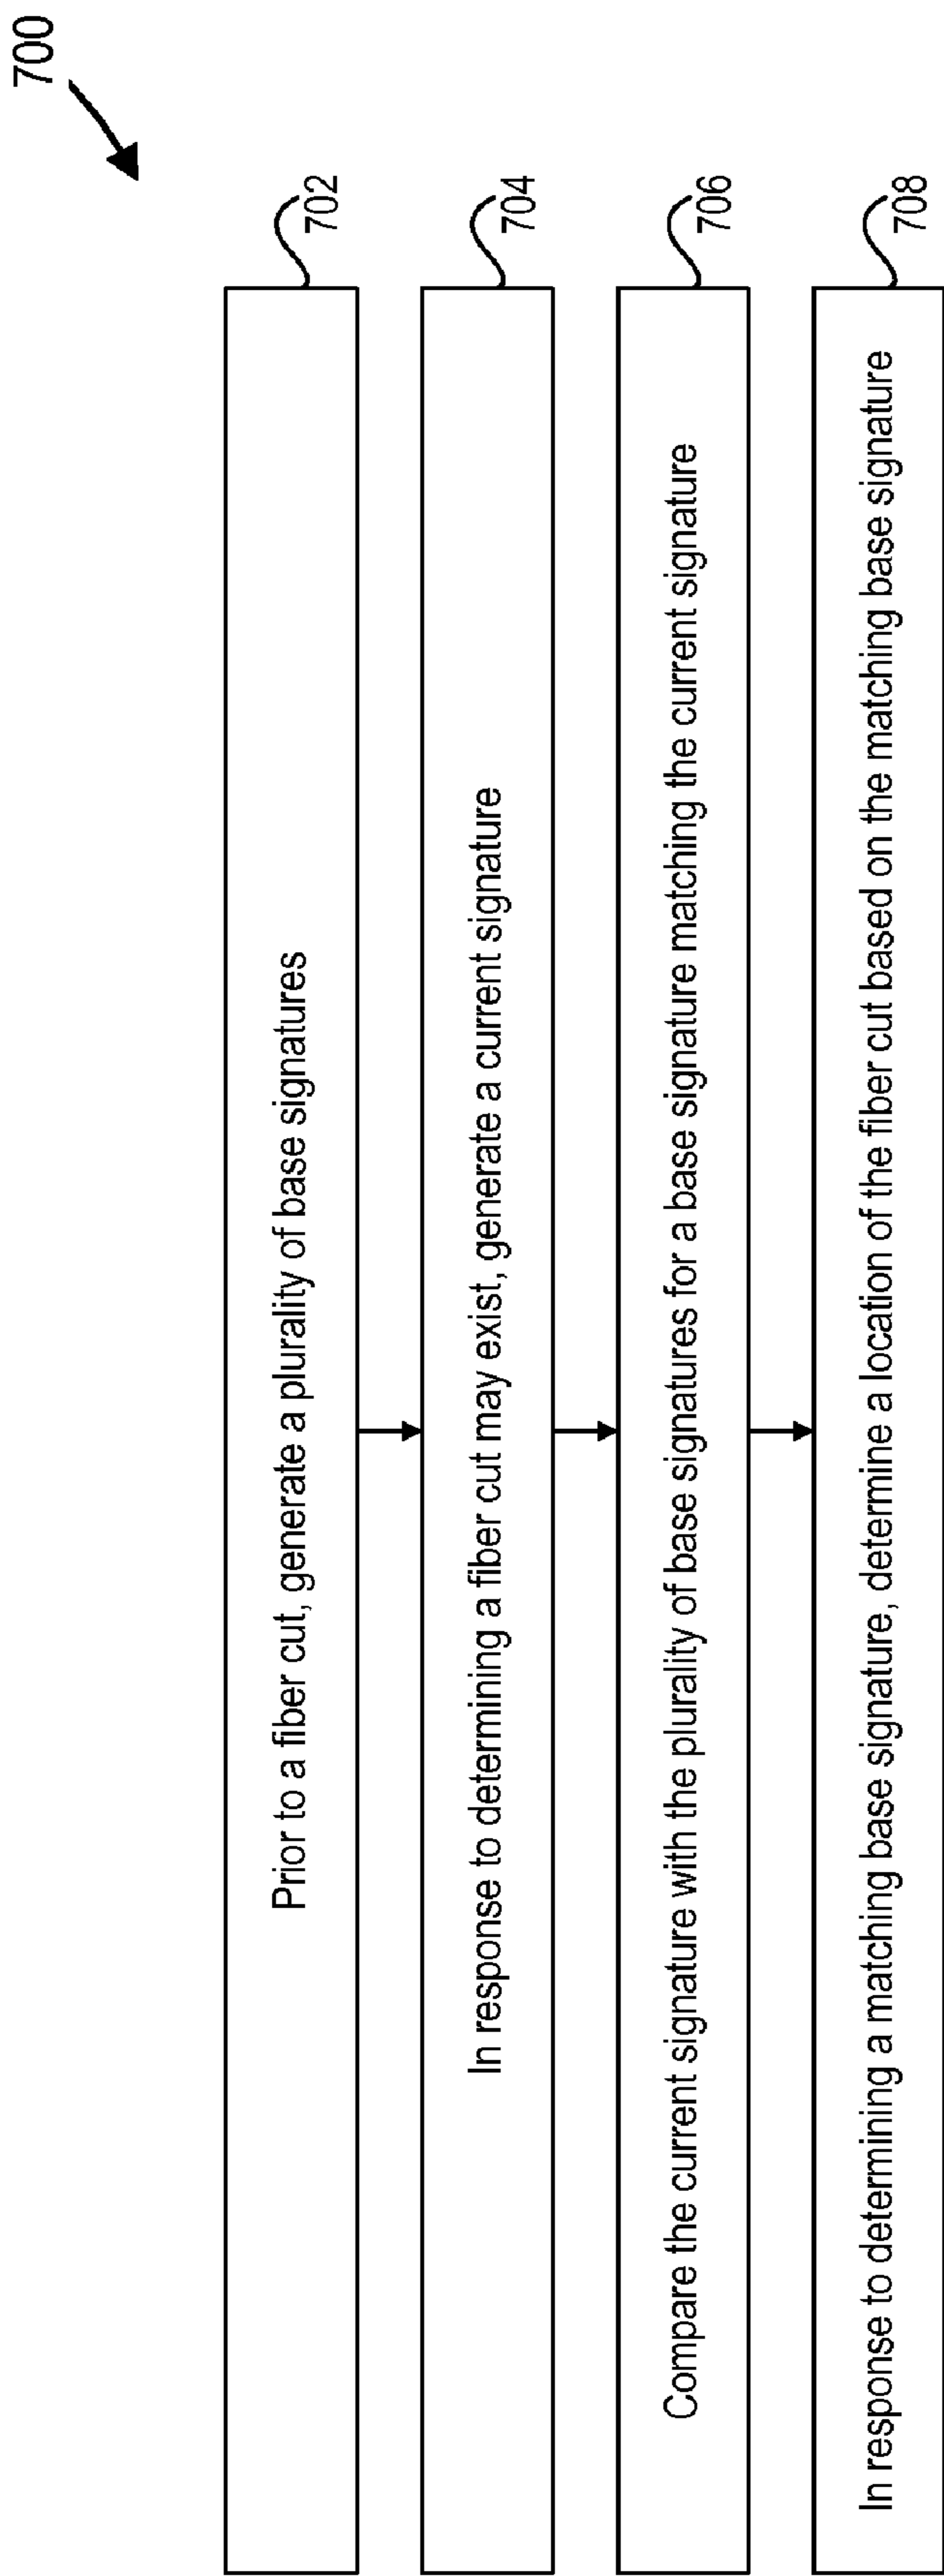 700
702
Prior to a fiber cut, generate a plurality of base signatures
704
In response to determining a fiber cut may exist, generate a current signature
706
Compare the current signature with the plurality of base signatures for a base signature matching the current signature
708
In response to determining a matching base signature, determine a location of the fiber cut based on the matching base signature